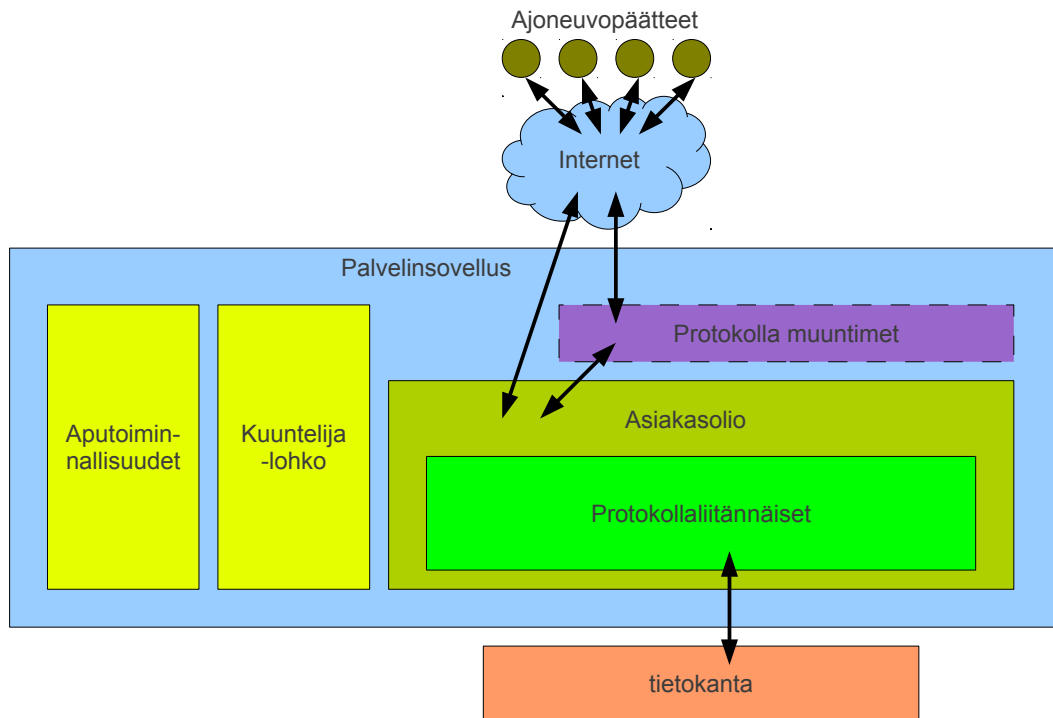 Ajoneuvopäätteet
Internet
Palvelinsovellus
Protokolla muuntimet
Asiakasolio
Aputoimin-
nallisuudet
Kuuntelija
-lohko
Protokollaliitännäiset
tietokanta